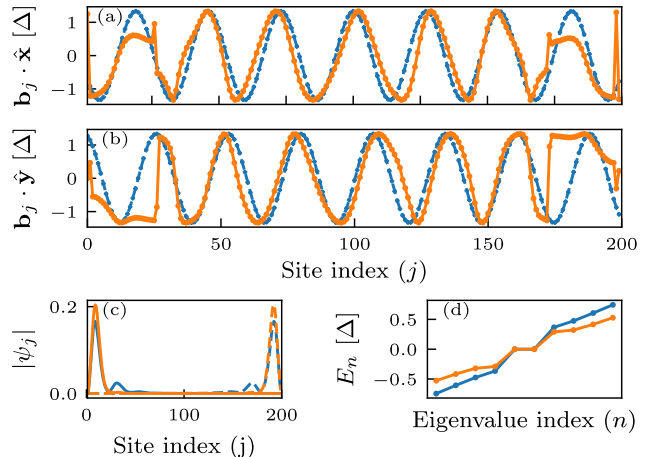 (a)
b_j · x̂ [Δ]
1
0
−1
(b)
b_j · ŷ [Δ]
1
0
−1
0 50 100 150 200
Site index (j)
(c)
|ψ_j|
0.2
0.0
0 100 200
Site index (j)
(d)
E_n [Δ]
0.5
0.0
−0.5
Eigenvalue index (n)